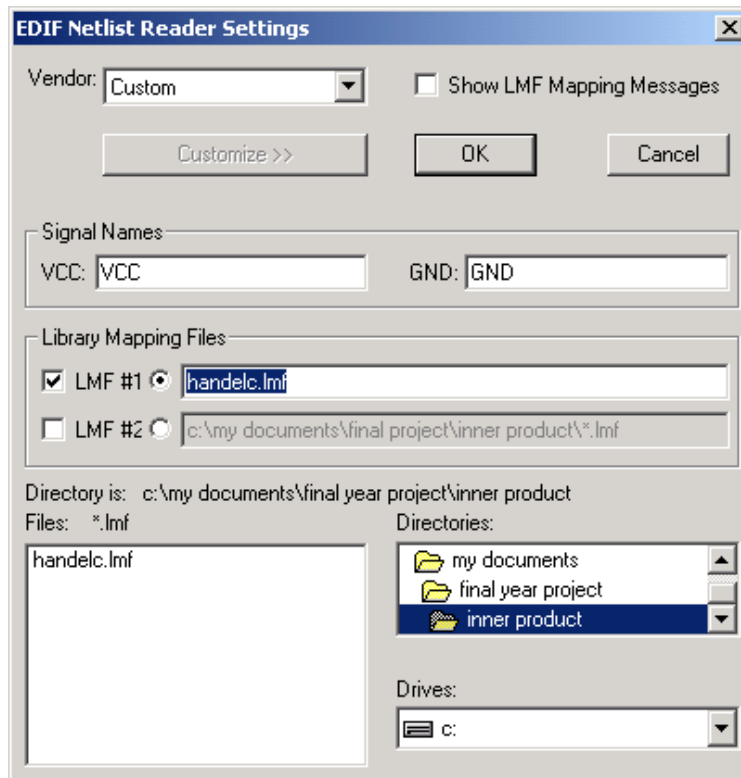 EDIF Netlist Reader Settings
Vendor: Custom
Show LMF Mapping Messages
Customize >>
OK
Cancel
Signal Names
VCC: VCC
GND: GND
Library Mapping Files
LMF #1 handelc.lmf
LMF #2 c:\my documents\final project\inner product\*.lmf
Directory is: c:\my documents\final year project\inner product
Files: *.lmf
handelc.lmf
Directories:
my documents
final year project
inner product
Drives:
c: